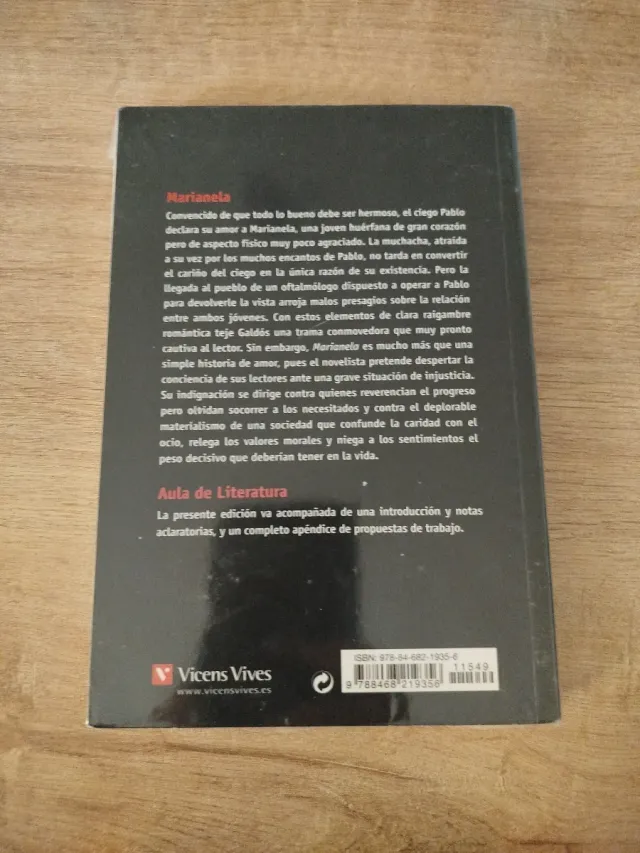 Marianela
Convencido de que todo lo bueno debe ser hermoso, el ciego Pablo
declara su amor a Marianela, una joven huérfana de gran corazón
pero de aspecto físico muy poco agraciado. La muchacha, atraída
a su vez por los muchos encantos de Pablo, no tarda en convertir
el cariño del ciego en la única razón de su existencia. Pero la
llegada al pueblo de un oftalmólogo dispuesto a operar a Pablo
para devolverle la vista arroja malos presagios sobre la relación
entre ambos jóvenes. Con estos elementos de clara raigambre
romántica teje Galdós una trama conmovedora que muy pronto
cautiva al lector. Sin embargo, Marianela es mucho más que una
simple historia de amor, pues el novelista pretende despertar la
conciencia de sus lectores ante una grave situación de injusticia.
Su indignación se dirige contra quienes reverencian el progreso
pero olvidan socorrer a los necesitados y contra el deplorable
materialismo de una sociedad que confunde la caridad con el
ocio, relega los valores morales y niega a los sentimientos el
peso decisivo que deberían tener en la vida.
Aula de Literatura
La presente edición va acompañada de una introducción y notas
aclaratorias, y un completo apéndice de propuestas de trabajo.
Vicens Vives
www.vicensvives.es
ISBN: 978-84-682-1935-6
11549
9 788468 219356